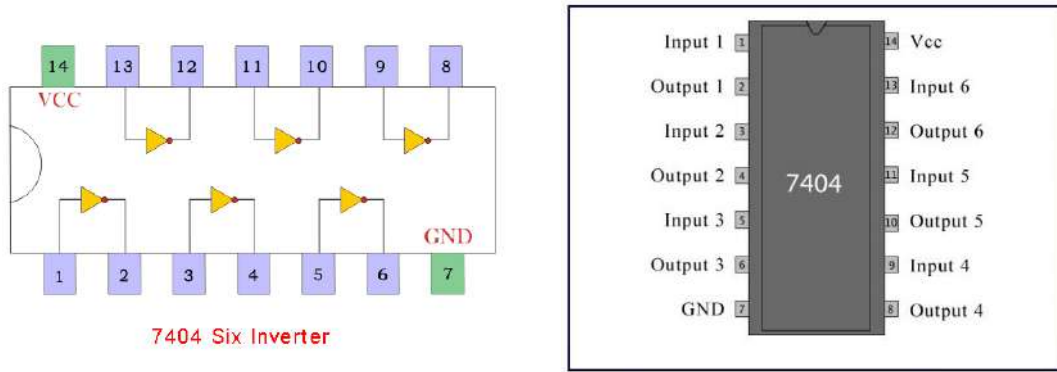 14 13 12 11 10 9 8
VCC
GND
1 2 3 4 5 6 7
7404 Six Inverter
Input 1 1 14 Vcc
Output 1 2 13 Input 6
Input 2 3 12 Output 6
Output 2 4 11 Input 5
7404
Input 3 5 10 Output 5
Output 3 6 9 Input 4
GND 7 8 Output 4